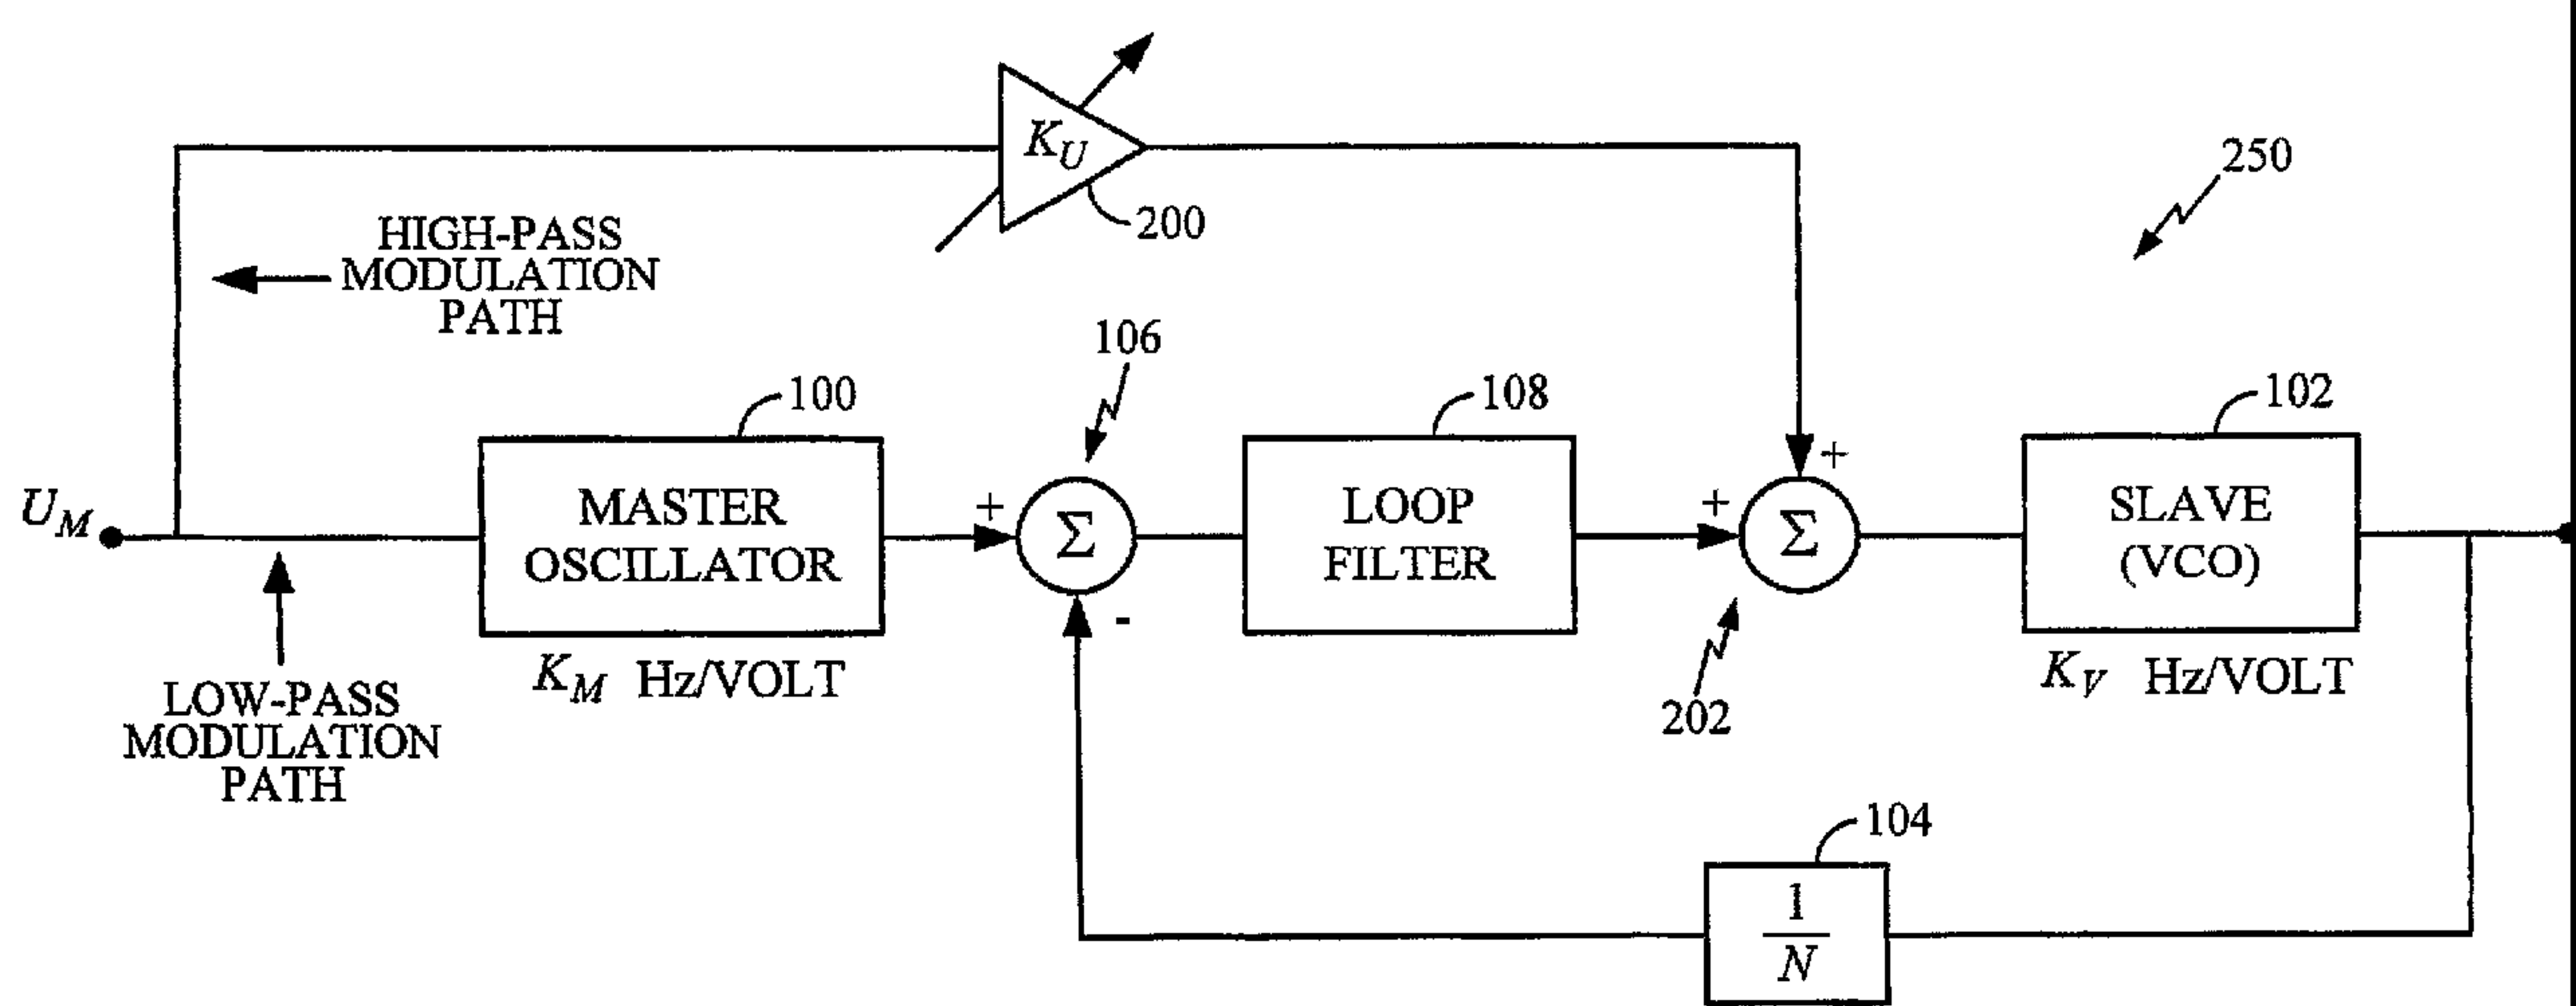 K_U
200
250
HIGH-PASS
MODULATION
PATH
106
100
108
102
U_M
MASTER
OSCILLATOR
+
Σ
-
LOOP
FILTER
+
+
Σ
SLAVE
(VCO)
K_M Hz/VOLT
K_V Hz/VOLT
202
LOW-PASS
MODULATION
PATH
104
1
N